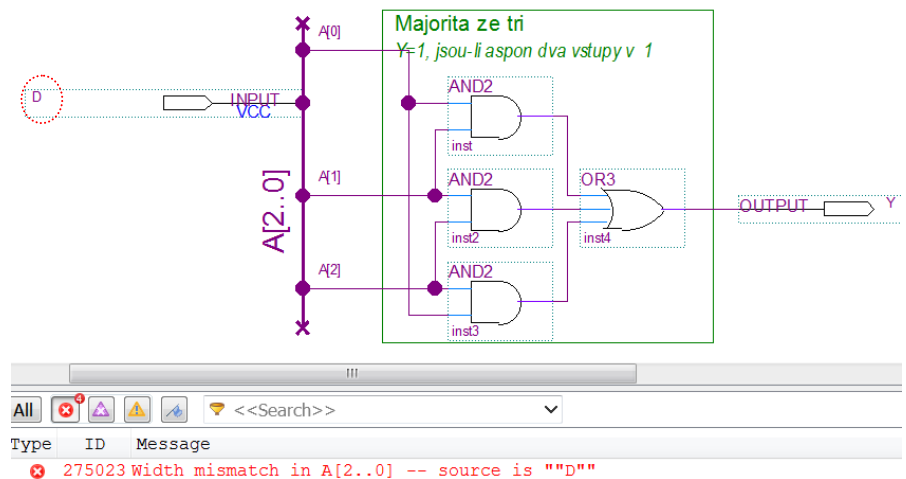 A[0]
Majorita ze tri
Y=1, jsou-li aspon dva vstupy v 1
D
INPUT
VCC
AND2
inst
A[1]
A[2..0]
AND2
inst2
OR3
inst4
OUTPUT
Y
A[2]
AND2
inst3
All
4
<<Search>>
Type ID Message
275023 Width mismatch in A[2..0] -- source is ""D""